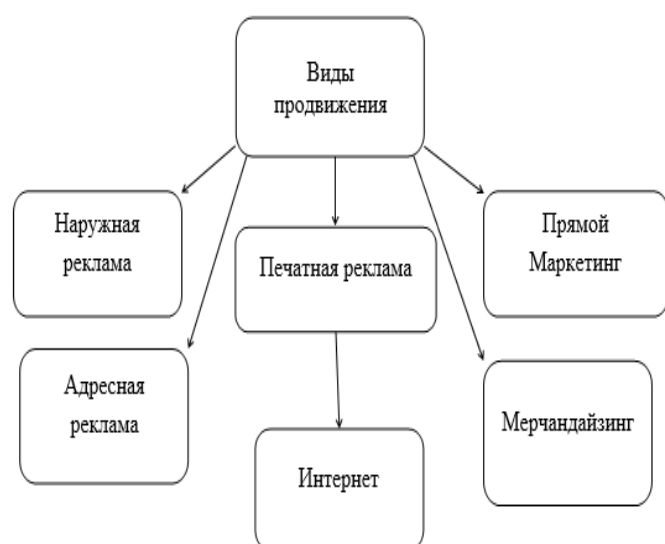 Виды
продвижения
Наружная
реклама
Печатная реклама
Прямой
Маркетинг
Адресная
реклама
Мерчандайзинг
Интернет